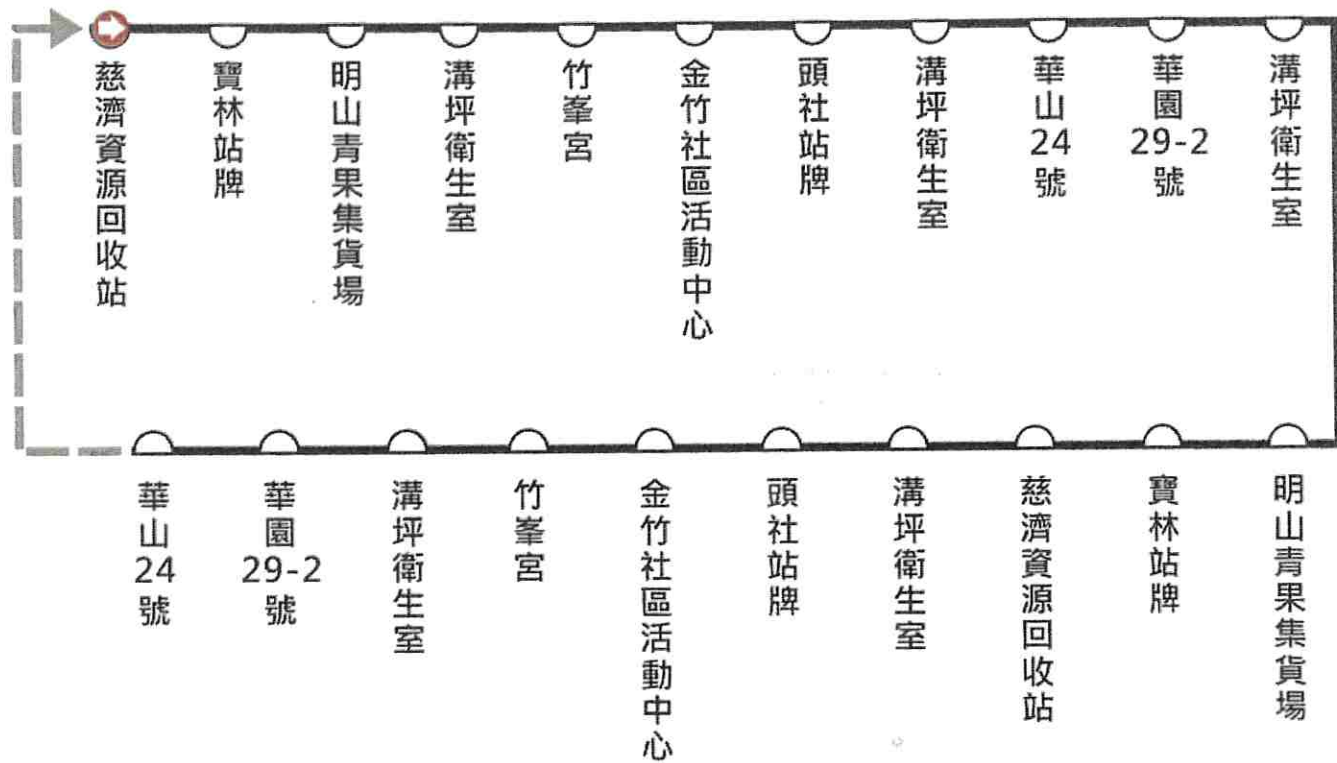 慈濟資源回收站
寶林站牌
明山青果集貨場
溝坪衛生室
竹峯宮
金竹社區活動中心
頭社站牌
溝坪衛生室
華山24號
華園29-2號
溝坪衛生室
華山24號
華園29-2號
溝坪衛生室
竹峯宮
金竹社區活動中心
頭社站牌
溝坪衛生室
慈濟資源回收站
寶林站牌
明山青果集貨場